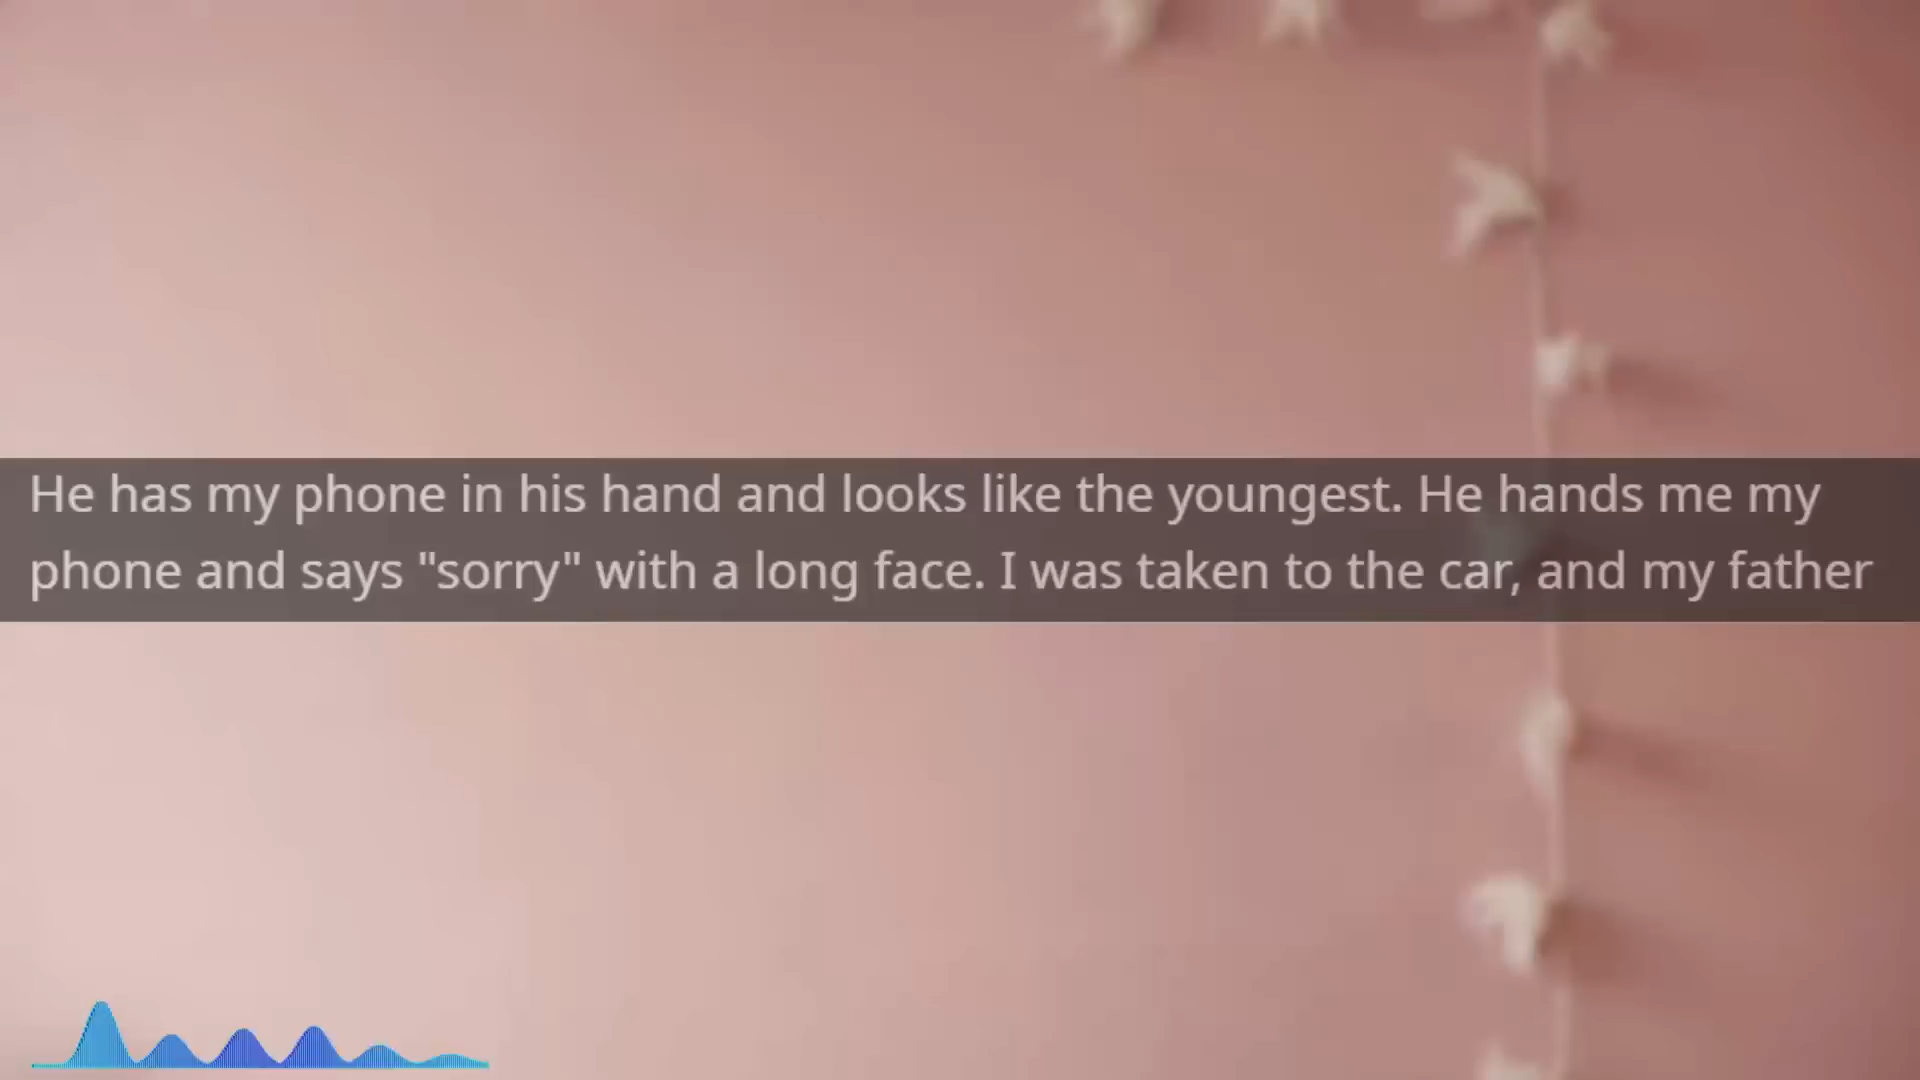 He has my phone in his hand and looks like the youngest. He hands me my
phone and says "sorry" with a long face. I was taken to the car, and my father